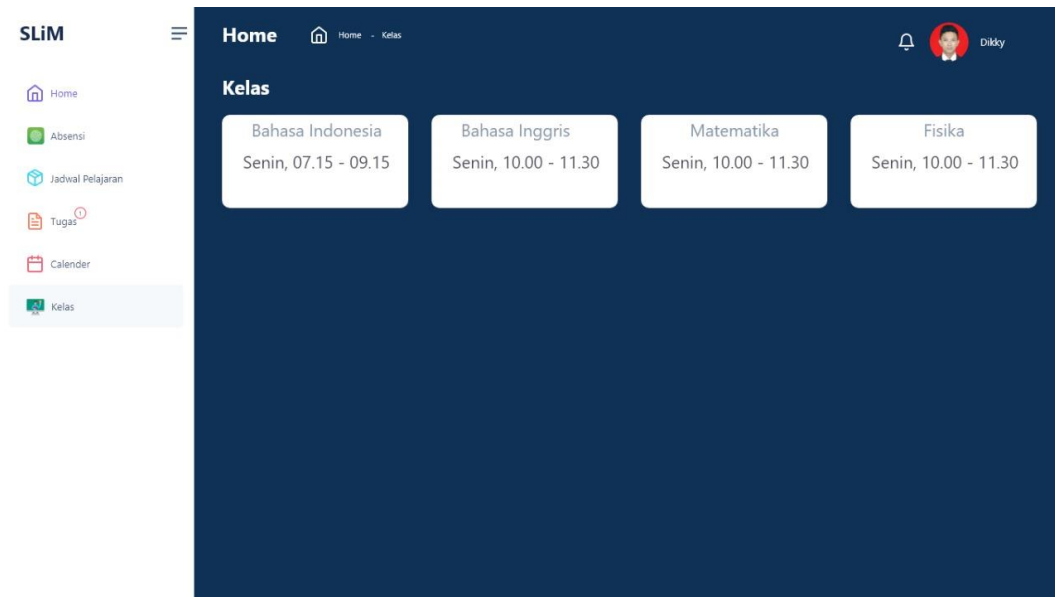 SLiM
Home
Absensi
Jadwal Pelajaran
Tugas
Calender
Kelas
Home
Home - Kelas
Dikky
Kelas
Bahasa Indonesia
Senin, 07.15 - 09.15
Bahasa Inggris
Senin, 10.00 - 11.30
Matematika
Senin, 10.00 - 11.30
Fisika
Senin, 10.00 - 11.30